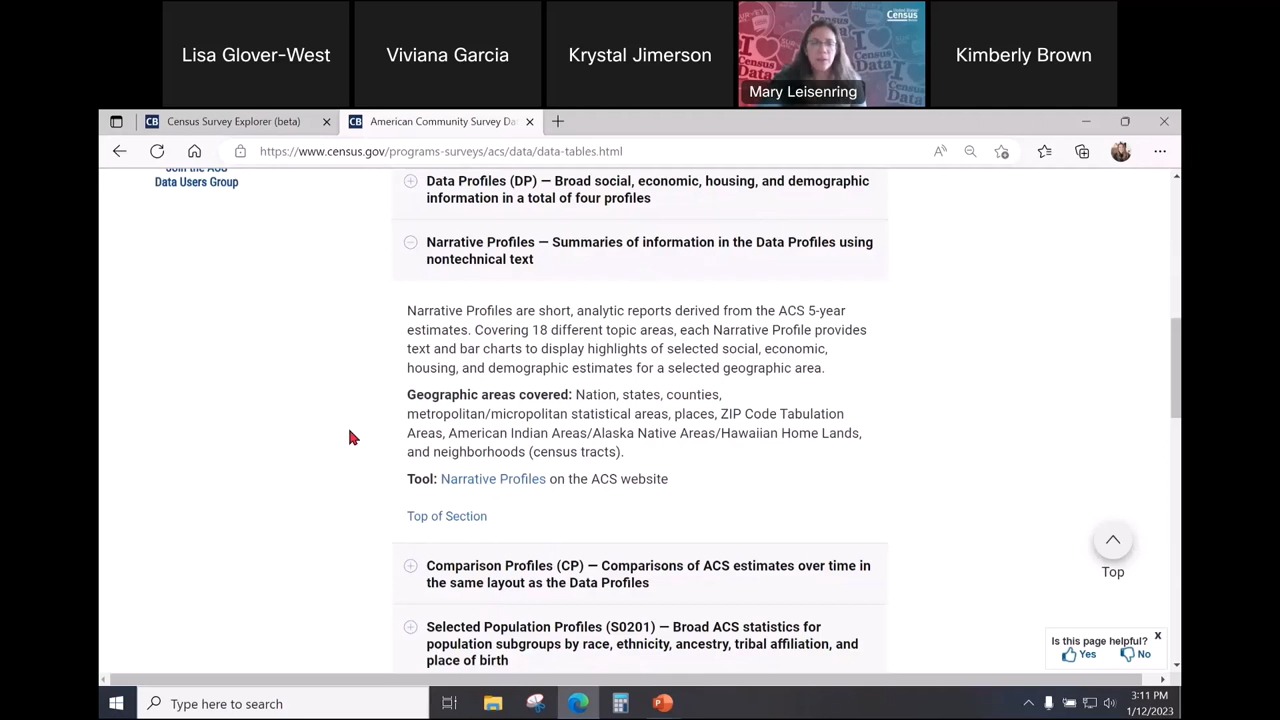 Lisa Glover-West
Viviana Garcia
Krystal Jimerson
United States
Census
I
Census
Data
Mary Leisenring
Kimberly Brown
CB Census Survey Explorer (beta)
CB American Community Survey Da
https://www.census.gov/programs-surveys/acs/data/data-tables.html
Join the ACS
Data Users Group
Data Profiles (DP) — Broad social, economic, housing, and demographic
information in a total of four profiles
Narrative Profiles — Summaries of information in the Data Profiles using
nontechnical text
Narrative Profiles are short, analytic reports derived from the ACS 5-year
estimates. Covering 18 different topic areas, each Narrative Profile provides
text and bar charts to display highlights of selected social, economic,
housing, and demographic estimates for a selected geographic area.
Geographic areas covered: Nation, states, counties,
metropolitan/micropolitan statistical areas, places, ZIP Code Tabulation
Areas, American Indian Areas/Alaska Native Areas/Hawaiian Home Lands,
and neighborhoods (census tracts).
Tool: Narrative Profiles on the ACS website
Top of Section
Comparison Profiles (CP) — Comparisons of ACS estimates over time in
the same layout as the Data Profiles
Selected Population Profiles (S0201) — Broad ACS statistics for
population subgroups by race, ethnicity, ancestry, tribal affiliation, and
place of birth
Top
Is this page helpful? X
Yes No
Type here to search
3:11 PM
1/12/2023